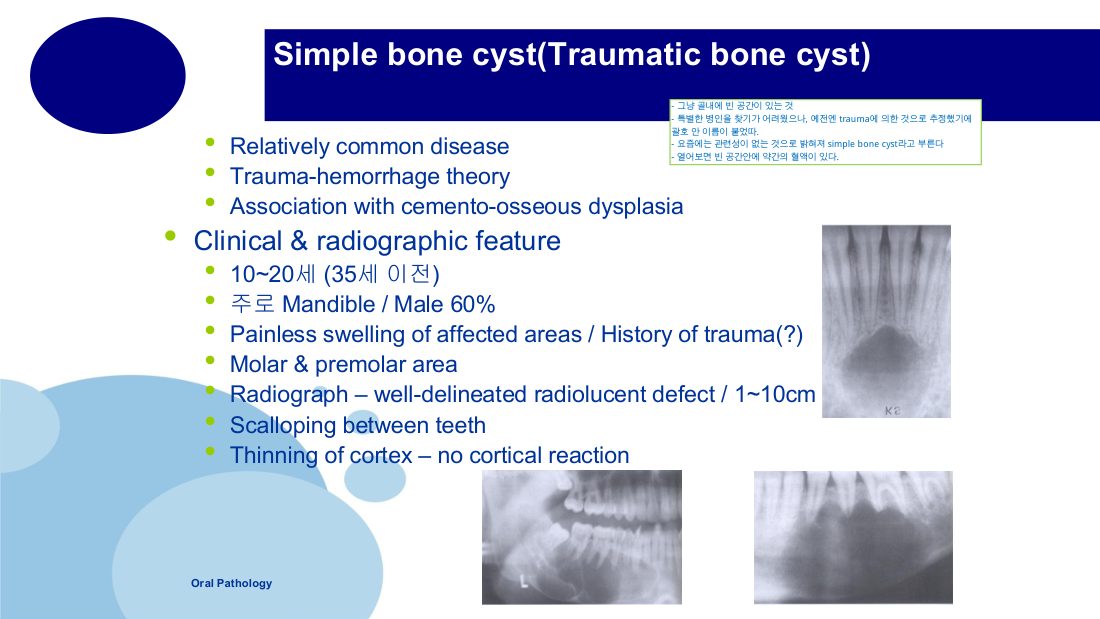 Simple bone cyst(Traumatic bone cyst)
- 그냥 골내에 빈 공간이 있는 것
- 특별한 병인을 찾기가 어려웠으나, 예전엔 trauma에 의한 것으로 추정했기에
괄호 안 이름이 붙었따.
- 요즘에는 관련성이 없는 것으로 밝혀져 simple bone cyst라고 부른다
- 열어보면 빈 공간안에 약간의 혈액이 있다.
Relatively common disease
Trauma-hemorrhage theory
Association with cemento-osseous dysplasia
Clinical & radiographic feature
10~20세 (35세 이전)
주로 Mandible / Male 60%
Painless swelling of affected areas / History of trauma(?)
Molar & premolar area
Radiograph – well-delineated radiolucent defect / 1~10cm
Scalloping between teeth
Thinning of cortex – no cortical reaction
L
Oral Pathology